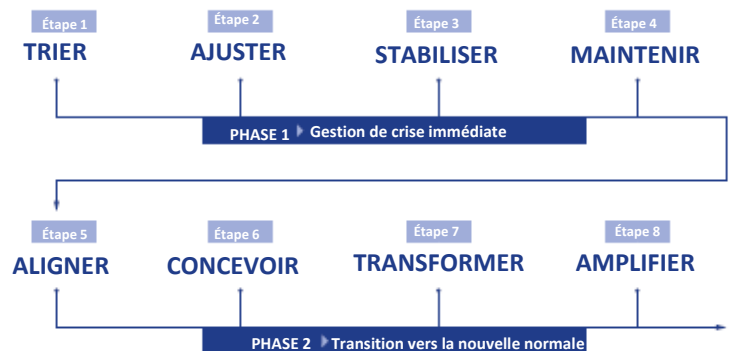 Étape 1
TRIER
Étape 2
AJUSTER
Étape 3
STABILISER
Étape 4
MAINTENIR
PHASE 1 Gestion de crise immédiate
Étape 5
ALIGNER
Étape 6
CONCEVOIR
Étape 7
TRANSFORMER
Étape 8
AMPLIFIER
PHASE 2 Transition vers la nouvelle normale